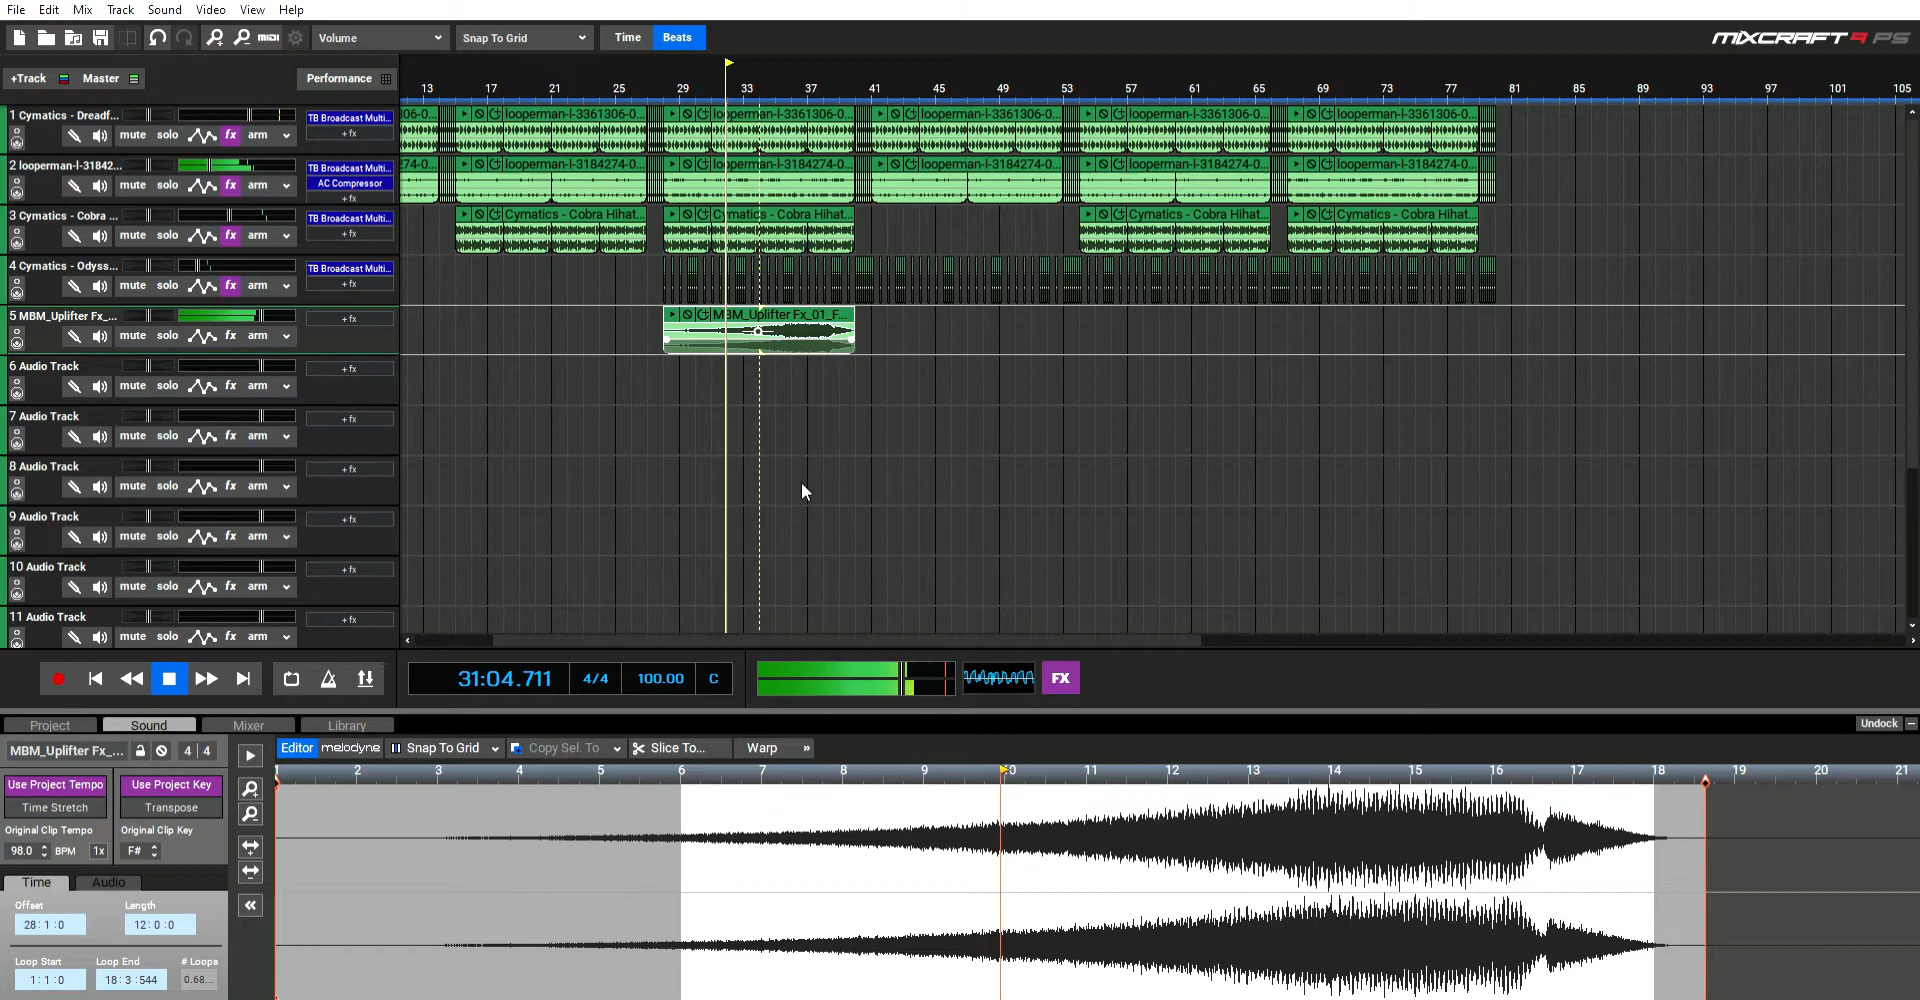 File Edit Mix Track Sound Video View Help
Volume Snap To Grid Time Beats MIXCRAFT 9 PS
+Track Master Performance
13 17 21 25 29 33 37 41 45 49 53 57 61 65 69 73 77 81 85 89 93 97 101 105
1 Cymatics - Dreadf... TB Broadcast Multi... 306-0... looperman-l-3361306-0... looperman-l-3361306-0... looperman-l-3361306-0... looperman-l-3361306-0... looperman-l-3361306-0...
mute solo fx arm + fx
2 looperman-l-31842... TB Broadcast Multi... 274-0... looperman-l-3184274-0... looperman-l-3184274-0... looperman-l-3184274-0... looperman-l-3184274-0... looperman-l-3184274-0...
mute solo fx arm AC Compressor
+ fx
3 Cymatics - Cobra ... TB Broadcast Multi... Cymatics - Cobra Hihat... Cymatics - Cobra Hihat... Cymatics - Cobra Hihat... Cymatics - Cobra Hihat...
mute solo fx arm + fx
4 Cymatics - Odyss... TB Broadcast Multi...
mute solo fx arm + fx
5 MBM_Uplifter Fx_... + fx MBM_Uplifter Fx_01_F...
mute solo fx arm
6 Audio Track + fx
mute solo fx arm
7 Audio Track + fx
mute solo fx arm
8 Audio Track + fx
mute solo fx arm
9 Audio Track + fx
mute solo fx arm
10 Audio Track + fx
mute solo fx arm
11 Audio Track + fx
mute solo fx arm
31:04.711 4/4 100.00 C FX
Project Sound Mixer Library Undock
MBM_Uplifter Fx_... 4 4 Editor melodyne Snap To Grid Copy Sel. To Slice To... Warp »
1 2 3 4 5 6 7 8 9 10 11 12 13 14 15 16 17 18 19 20 21
Use Project Tempo Use Project Key
Time Stretch Transpose
Original Clip Tempo Original Clip Key
98.0 BPM 1x F#
Time Audio
Offset Length
28: 1 :0 12: 0 :0
Loop Start Loop End # Loops
1: 1 :0 18: 3 :544 0.68...